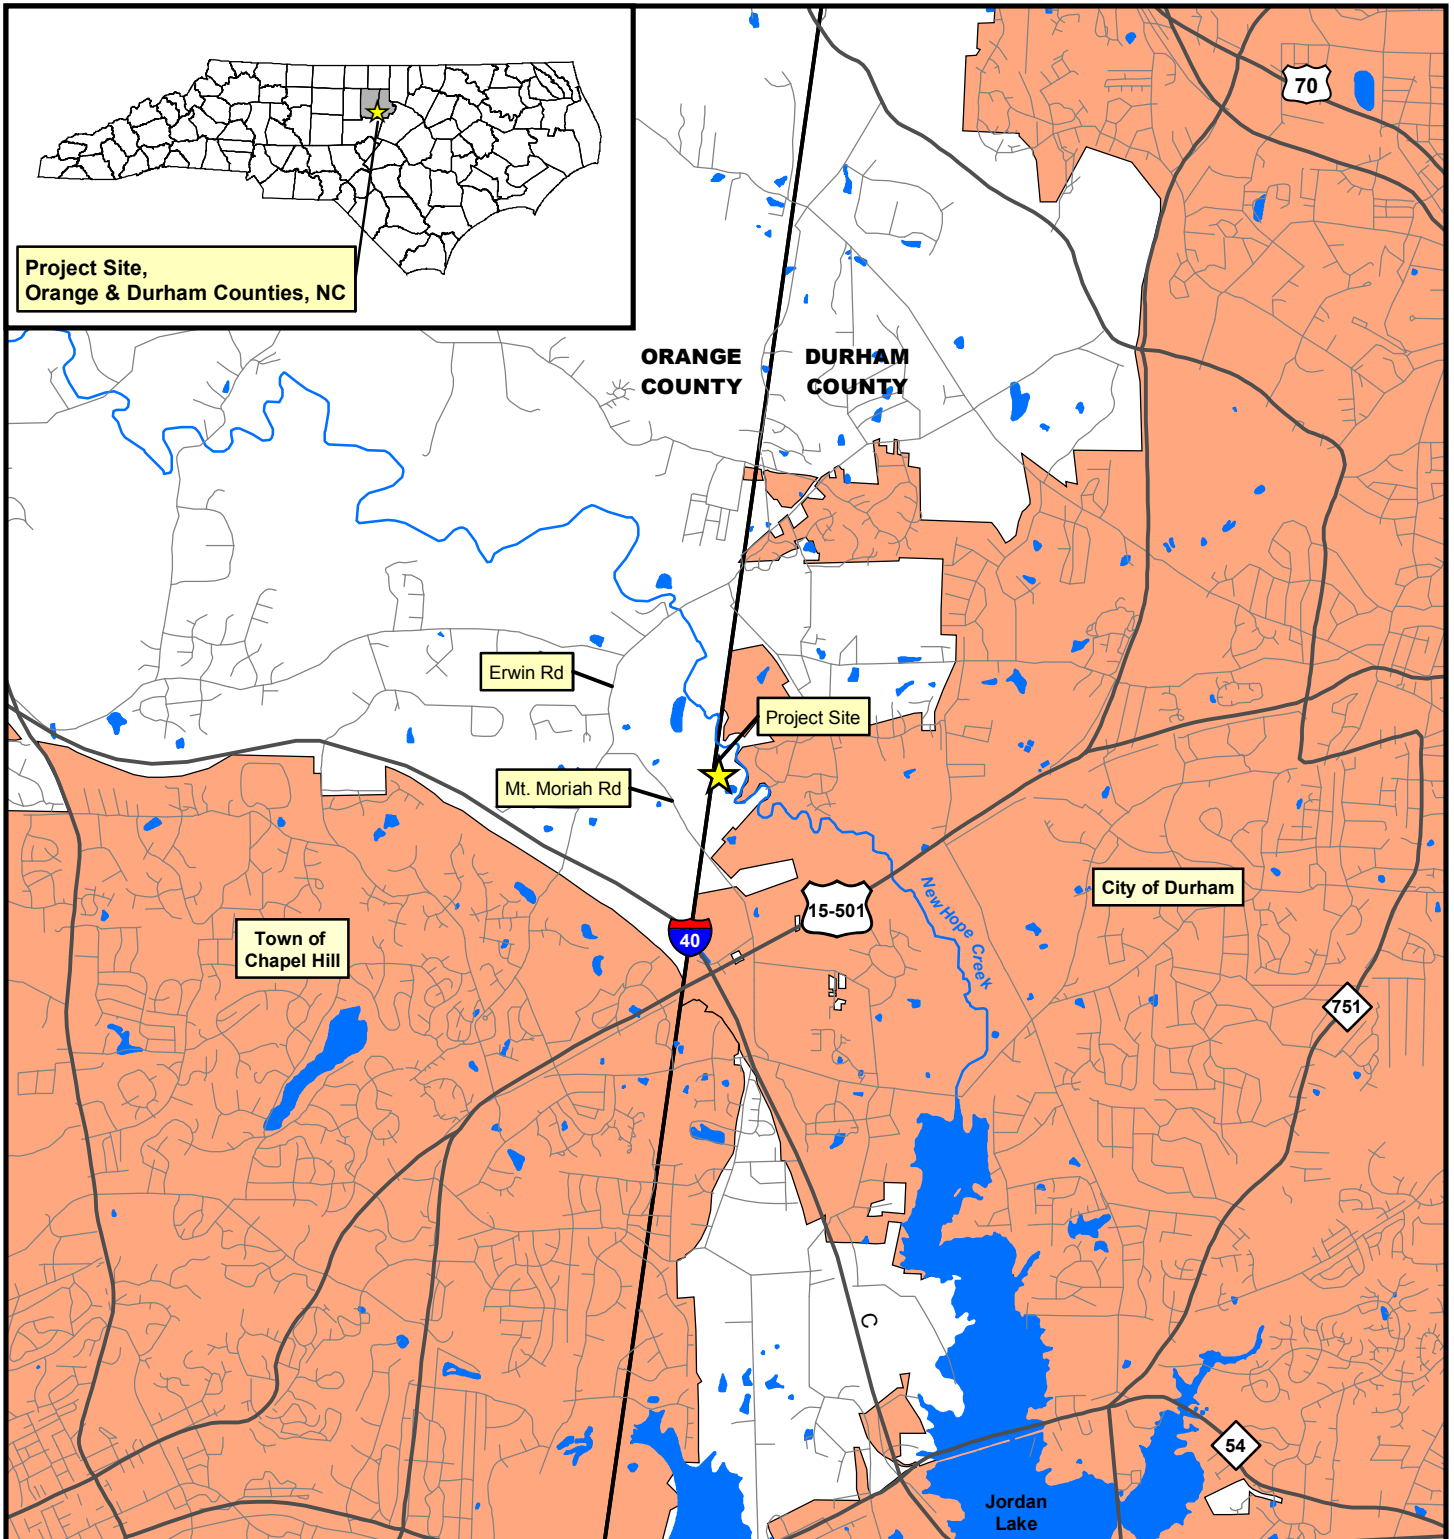 Project Site,
Orange & Durham Counties, NC
70
ORANGE
COUNTY
DURHAM
COUNTY
Erwin Rd
Project Site
Mt. Moriah Rd
City of Durham
15-501
New Hope Creek
Town of
Chapel Hill
40
751
C
54
Jordan
Lake